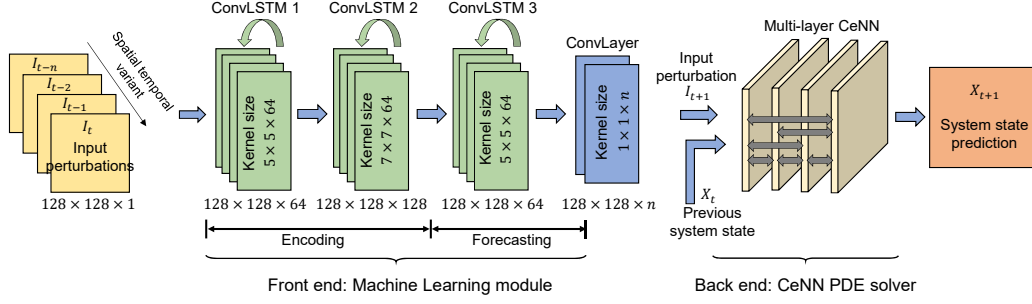 ConvLSTM 1
ConvLSTM 2
ConvLSTM 3
ConvLayer
Multi-layer CeNN
Spatial temporal
variant
I_{t−n}
I_{t−2}
I_{t−1}
I_t
Input
perturbations
128 × 128 × 1
Kernel size
5 × 5 × 64
128 × 128 × 64
Kernel size
7 × 7 × 64
128 × 128 × 128
Kernel size
5 × 5 × 64
128 × 128 × 64
Kernel size
1 × 1 × n
128 × 128 × n
Encoding
Forecasting
Front end: Machine Learning module
Input
perturbation
I_{t+1}
X_t
Previous
system state
X_{t+1}
System state
prediction
Back end: CeNN PDE solver